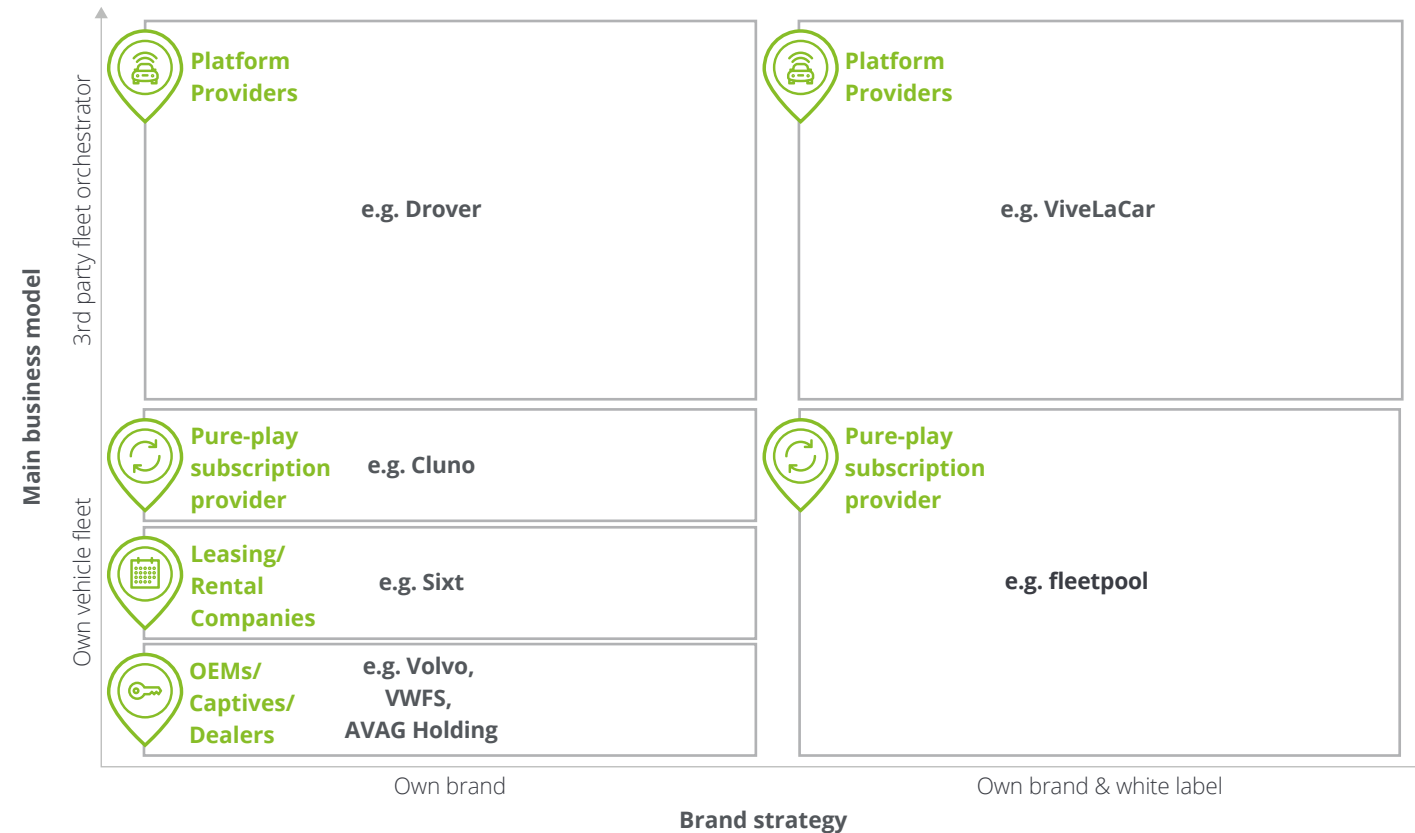 Main business model
3rd party fleet orchestrator
Own vehicle fleet
Platform
Providers
e.g. Drover
Platform
Providers
e.g. ViveLaCar
Pure-play
subscription
provider
e.g. Cluno
Pure-play
subscription
provider
e.g. fleetpool
Leasing/
Rental
Companies
e.g. Sixt
OEMs/
Captives/
Dealers
e.g. Volvo,
VWFS,
AVAG Holding
Own brand
Own brand & white label
Brand strategy